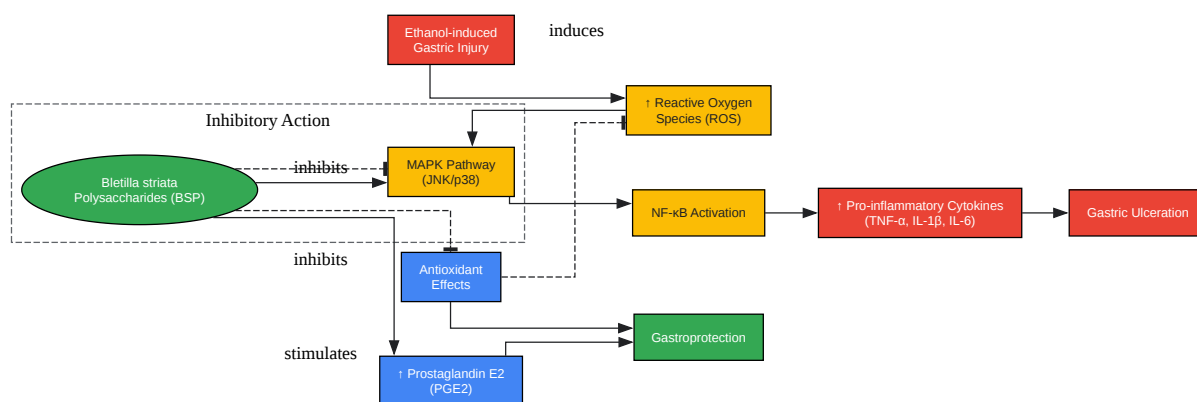 Ethanol-induced
Gastric Injury
induces
↑ Reactive Oxygen
Species (ROS)
Inhibitory Action
Bletilla striata
Polysaccharides (BSP)
inhibits
MAPK Pathway
(JNK/p38)
NF-κB Activation
↑ Pro-inflammatory Cytokines
(TNF-α, IL-1β, IL-6)
Gastric Ulceration
inhibits
Antioxidant
Effects
Gastroprotection
stimulates
↑ Prostaglandin E2
(PGE2)